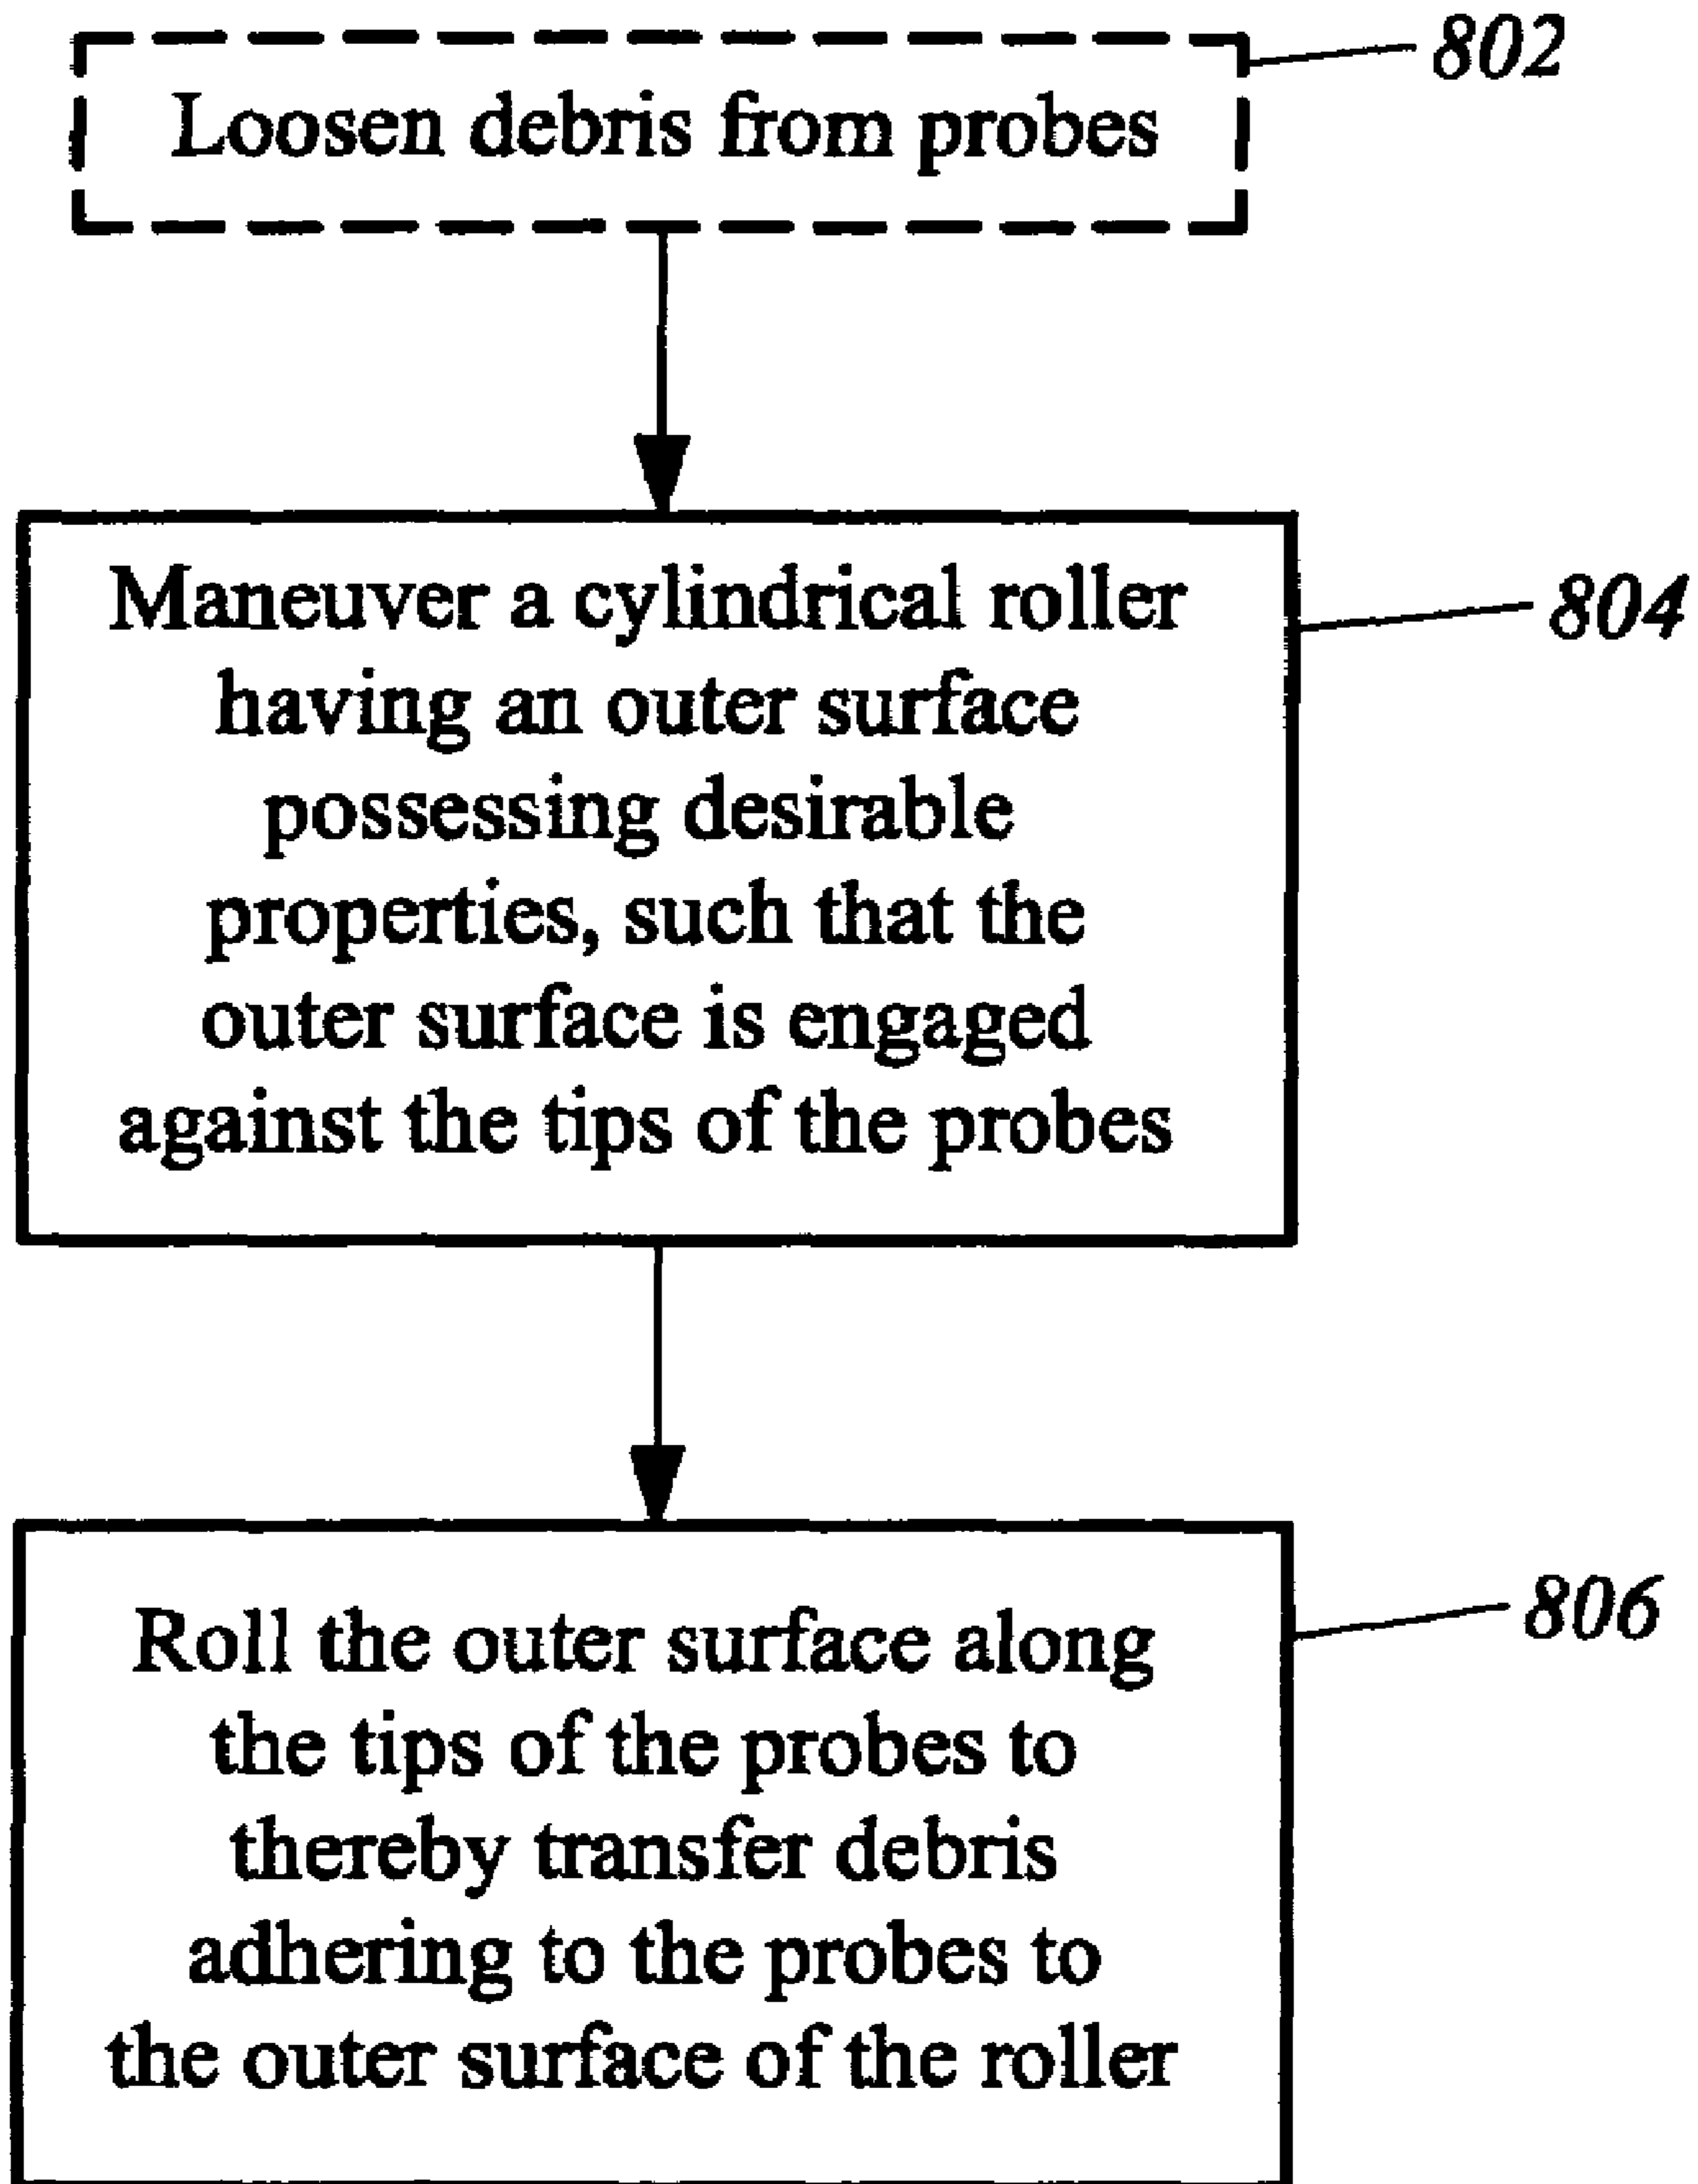 802
Loosen debris from probes
804
Maneuver a cylindrical roller
having an outer surface
possessing desirable
properties, such that the
outer surface is engaged
against the tips of the probes
806
Roll the outer surface along
the tips of the probes to
thereby transfer debris
adhering to the probes to
the outer surface of the roller